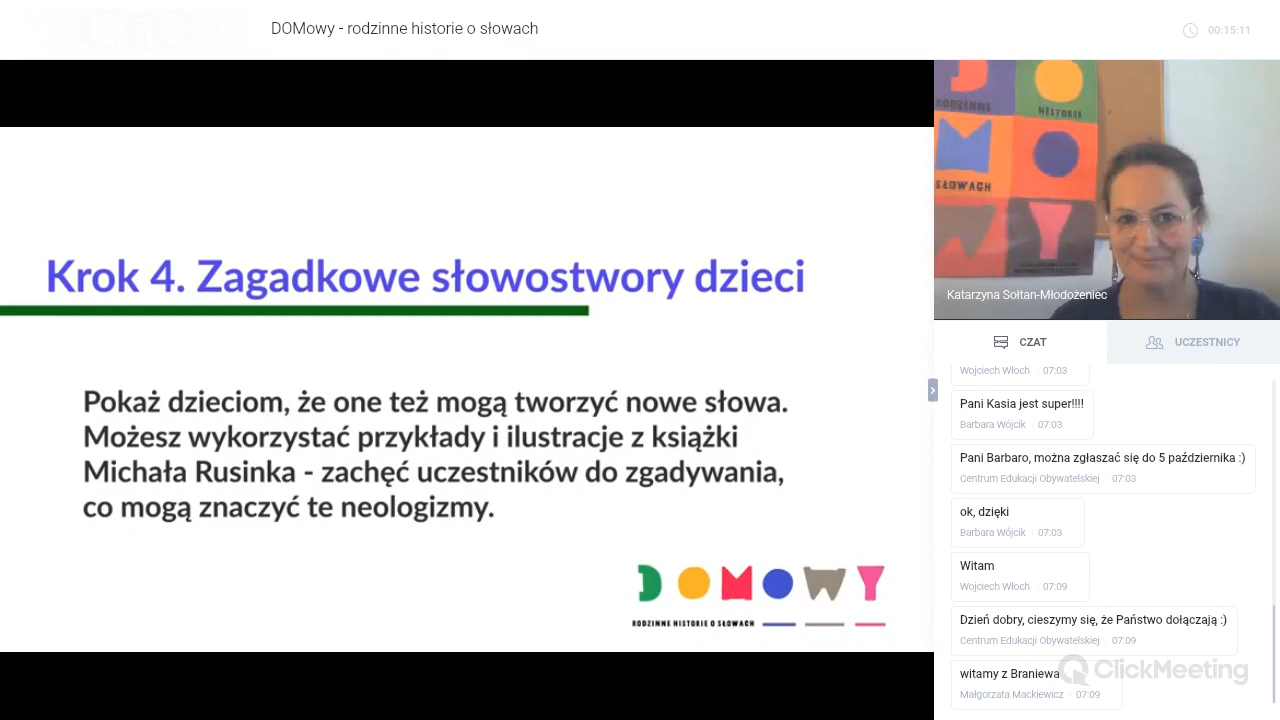 DOMowy - rodzinne historie o słowach
00:15:11
Krok 4. Zagadkowe słowostwory dzieci
Pokaż dzieciom, że one też mogą tworzyć nowe słowa.
Możesz wykorzystać przykłady i ilustracje z książki
Michała Rusinka - zachęć uczestników do zgadywania,
co mogą znaczyć te neologizmy.
DOMOWY
RODZINNE HISTORIE O SŁOWACH
RODZINNE
HISTORIE
SŁOWACH
Katarzyna Sołtan-Młodożeniec
CZAT
UCZESTNICY
Wojciech Włoch 07:03
Pani Kasia jest super!!!!
Barbara Wójcik 07:03
Pani Barbaro, można zgłaszać się do 5 października :)
Centrum Edukacji Obywatelskiej 07:03
ok, dzięki
Barbara Wójcik 07:03
Witam
Wojciech Włoch 07:09
Dzień dobry, cieszymy się, że Państwo dołączają :)
Centrum Edukacji Obywatelskiej 07:09
witamy z Braniewa
Małgorzata Mackiewicz 07:09
ClickMeeting